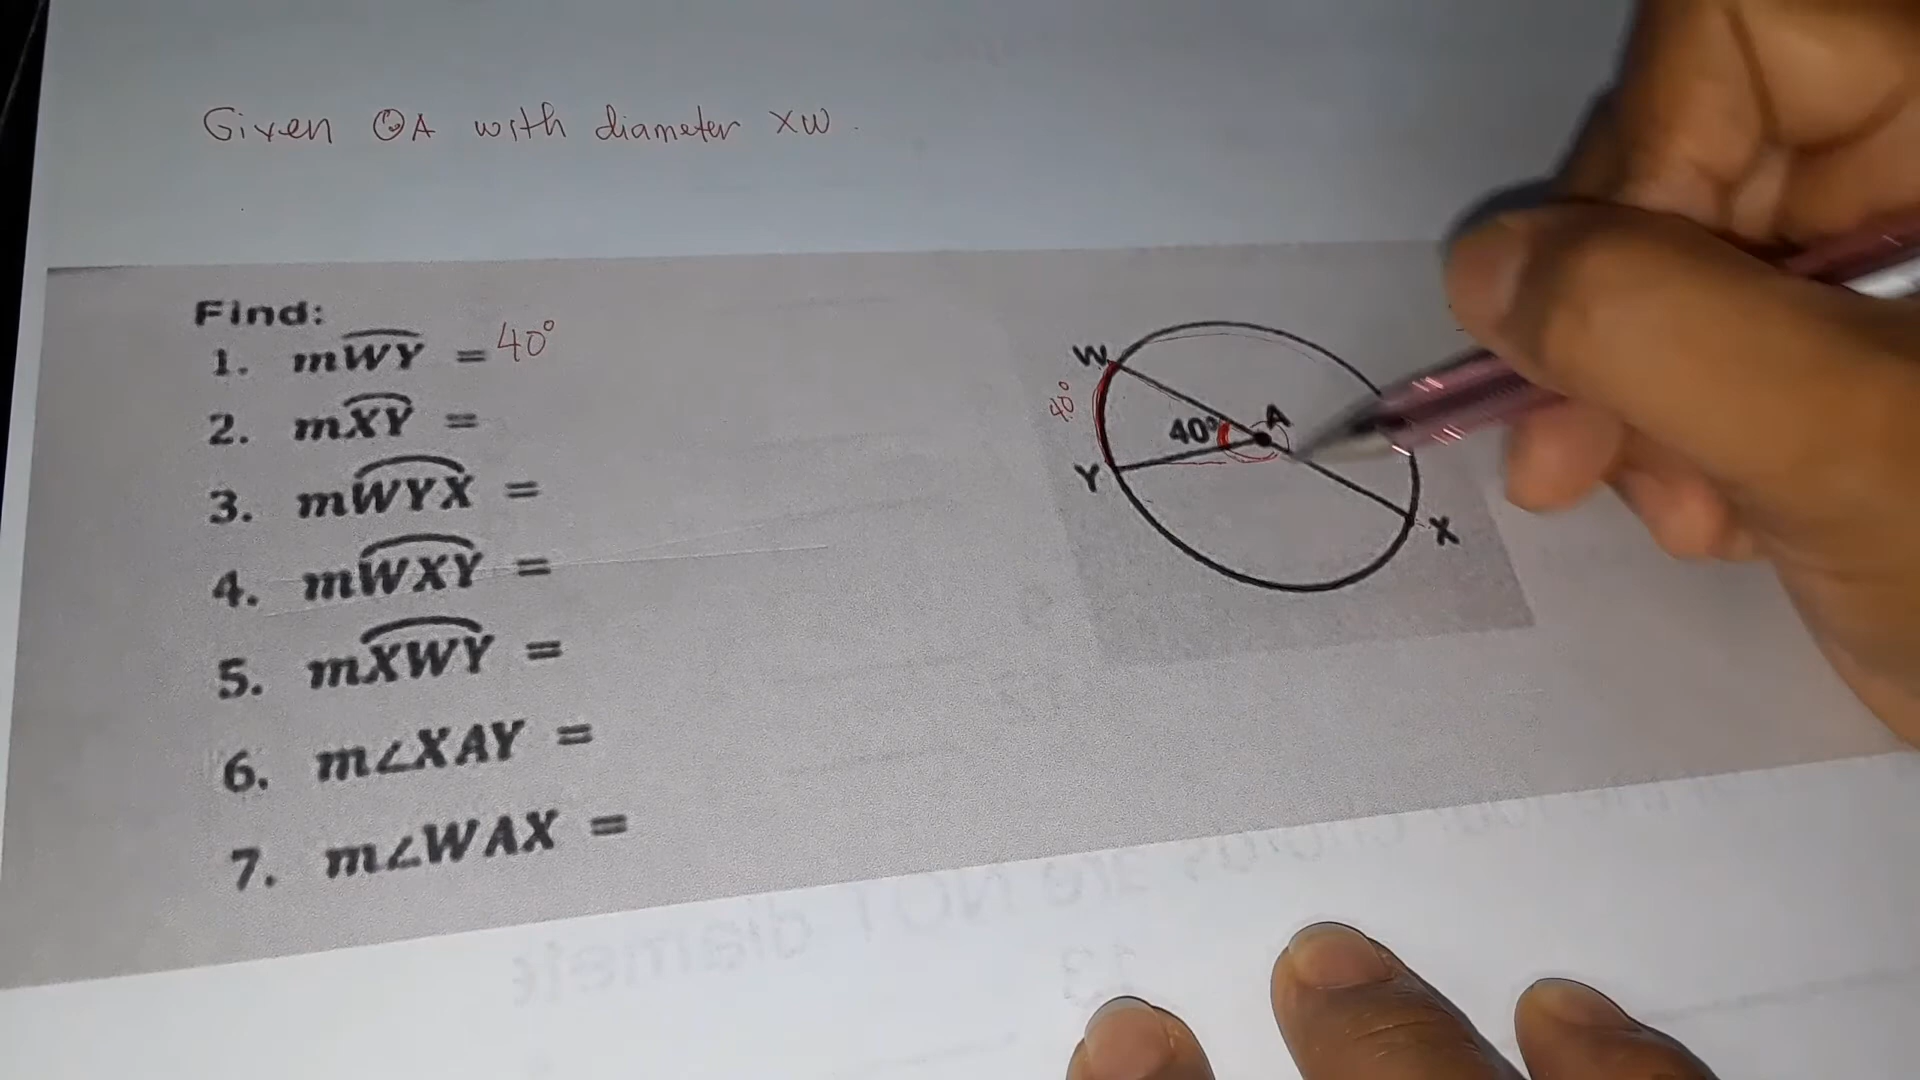 Given ⊙A with diameter XW.
Find:
1. mWY = 40°
2. mXY =
3. mWYX =
4. mWXY =
5. mXWY =
6. m∠XAY =
7. m∠WAX =
W
40°
40°
A
Y
X
13